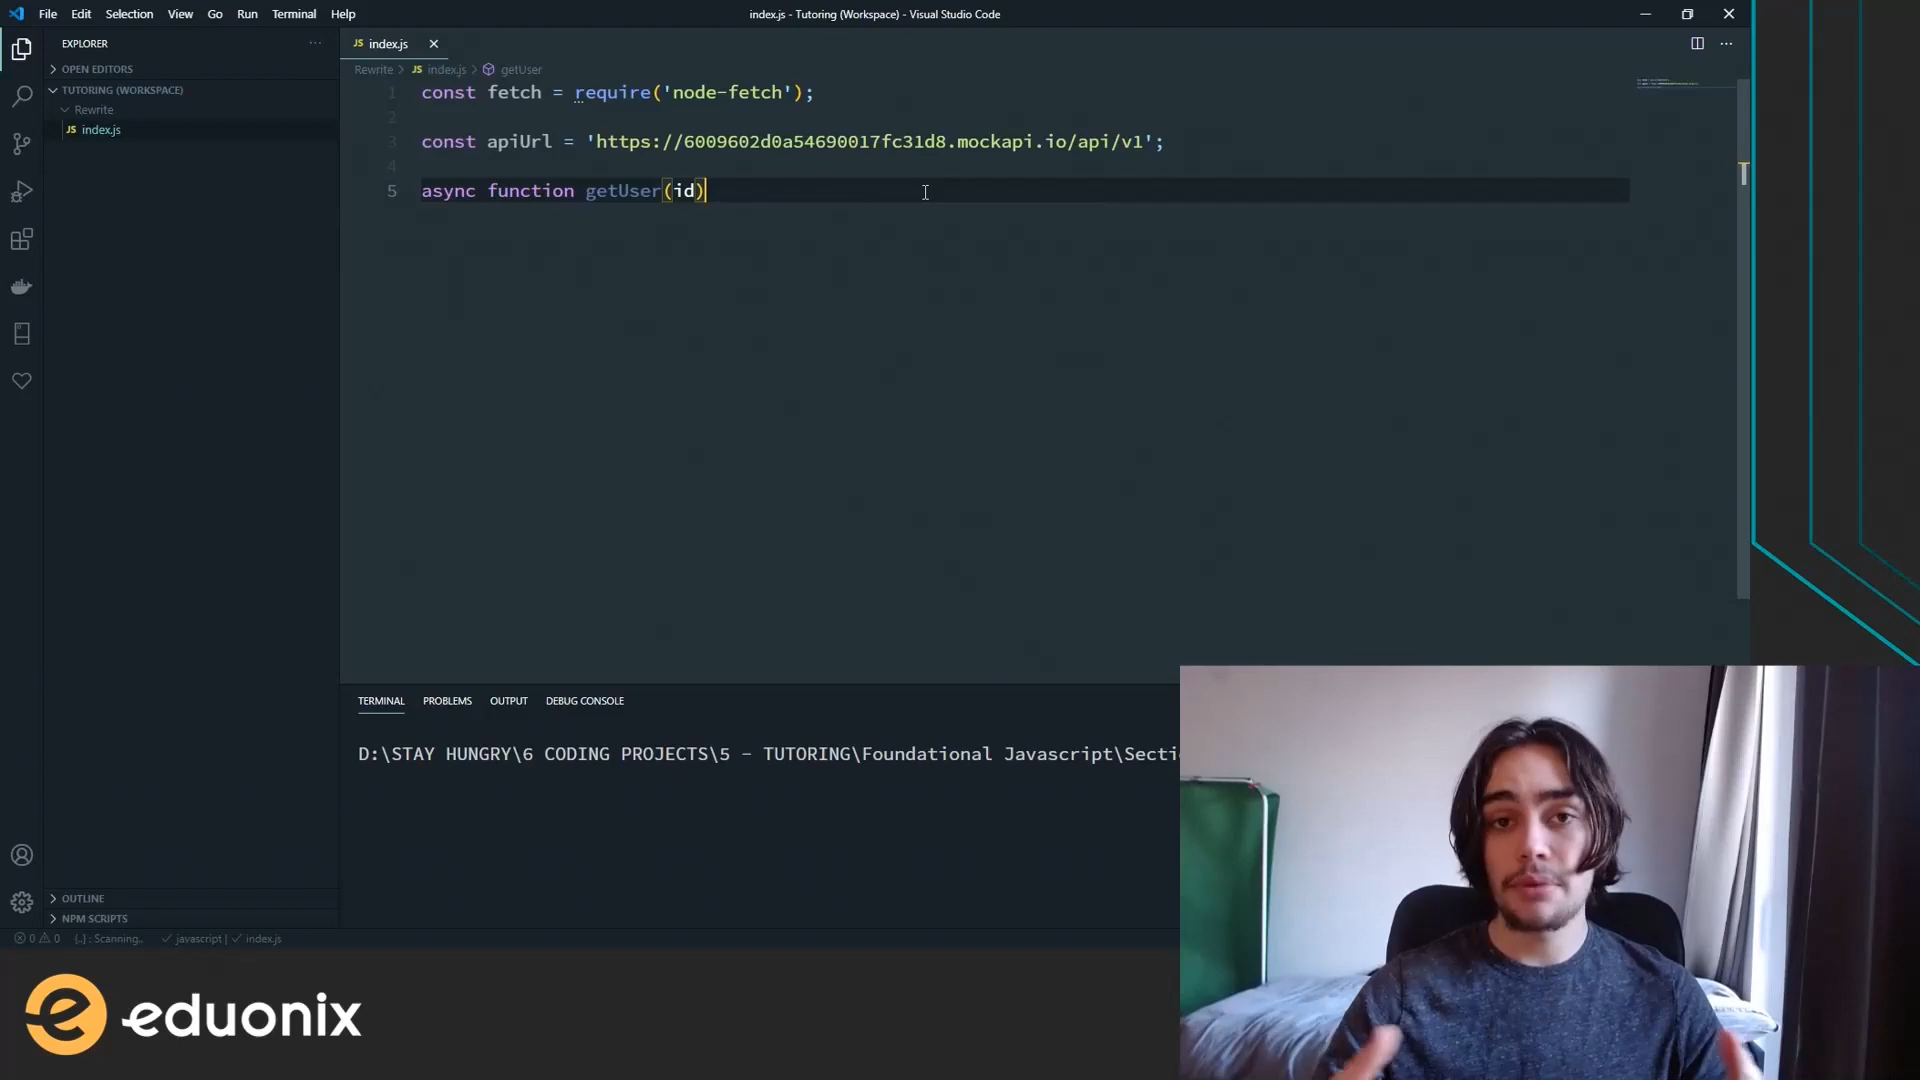 File Edit Selection View Go Run Terminal Help
index.js - Tutoring (Workspace) - Visual Studio Code
EXPLORER
JS index.js
OPEN EDITORS
Rewrite > JS index.js > getUser
TUTORING (WORKSPACE)
Rewrite
JS index.js
1 const fetch = require('node-fetch');
2
3 const apiUrl = 'https://6009602d0a54690017fc31d8.mockapi.io/api/v1';
4
5 async function getUser(id)
TERMINAL PROBLEMS OUTPUT DEBUG CONSOLE
D:\STAY HUNGRY\6 CODING PROJECTS\5 - TUTORING\Foundational Javascript\Secti
OUTLINE
NPM SCRIPTS
0 0 {..} : Scanning.. javascript | index.js
e eduonix